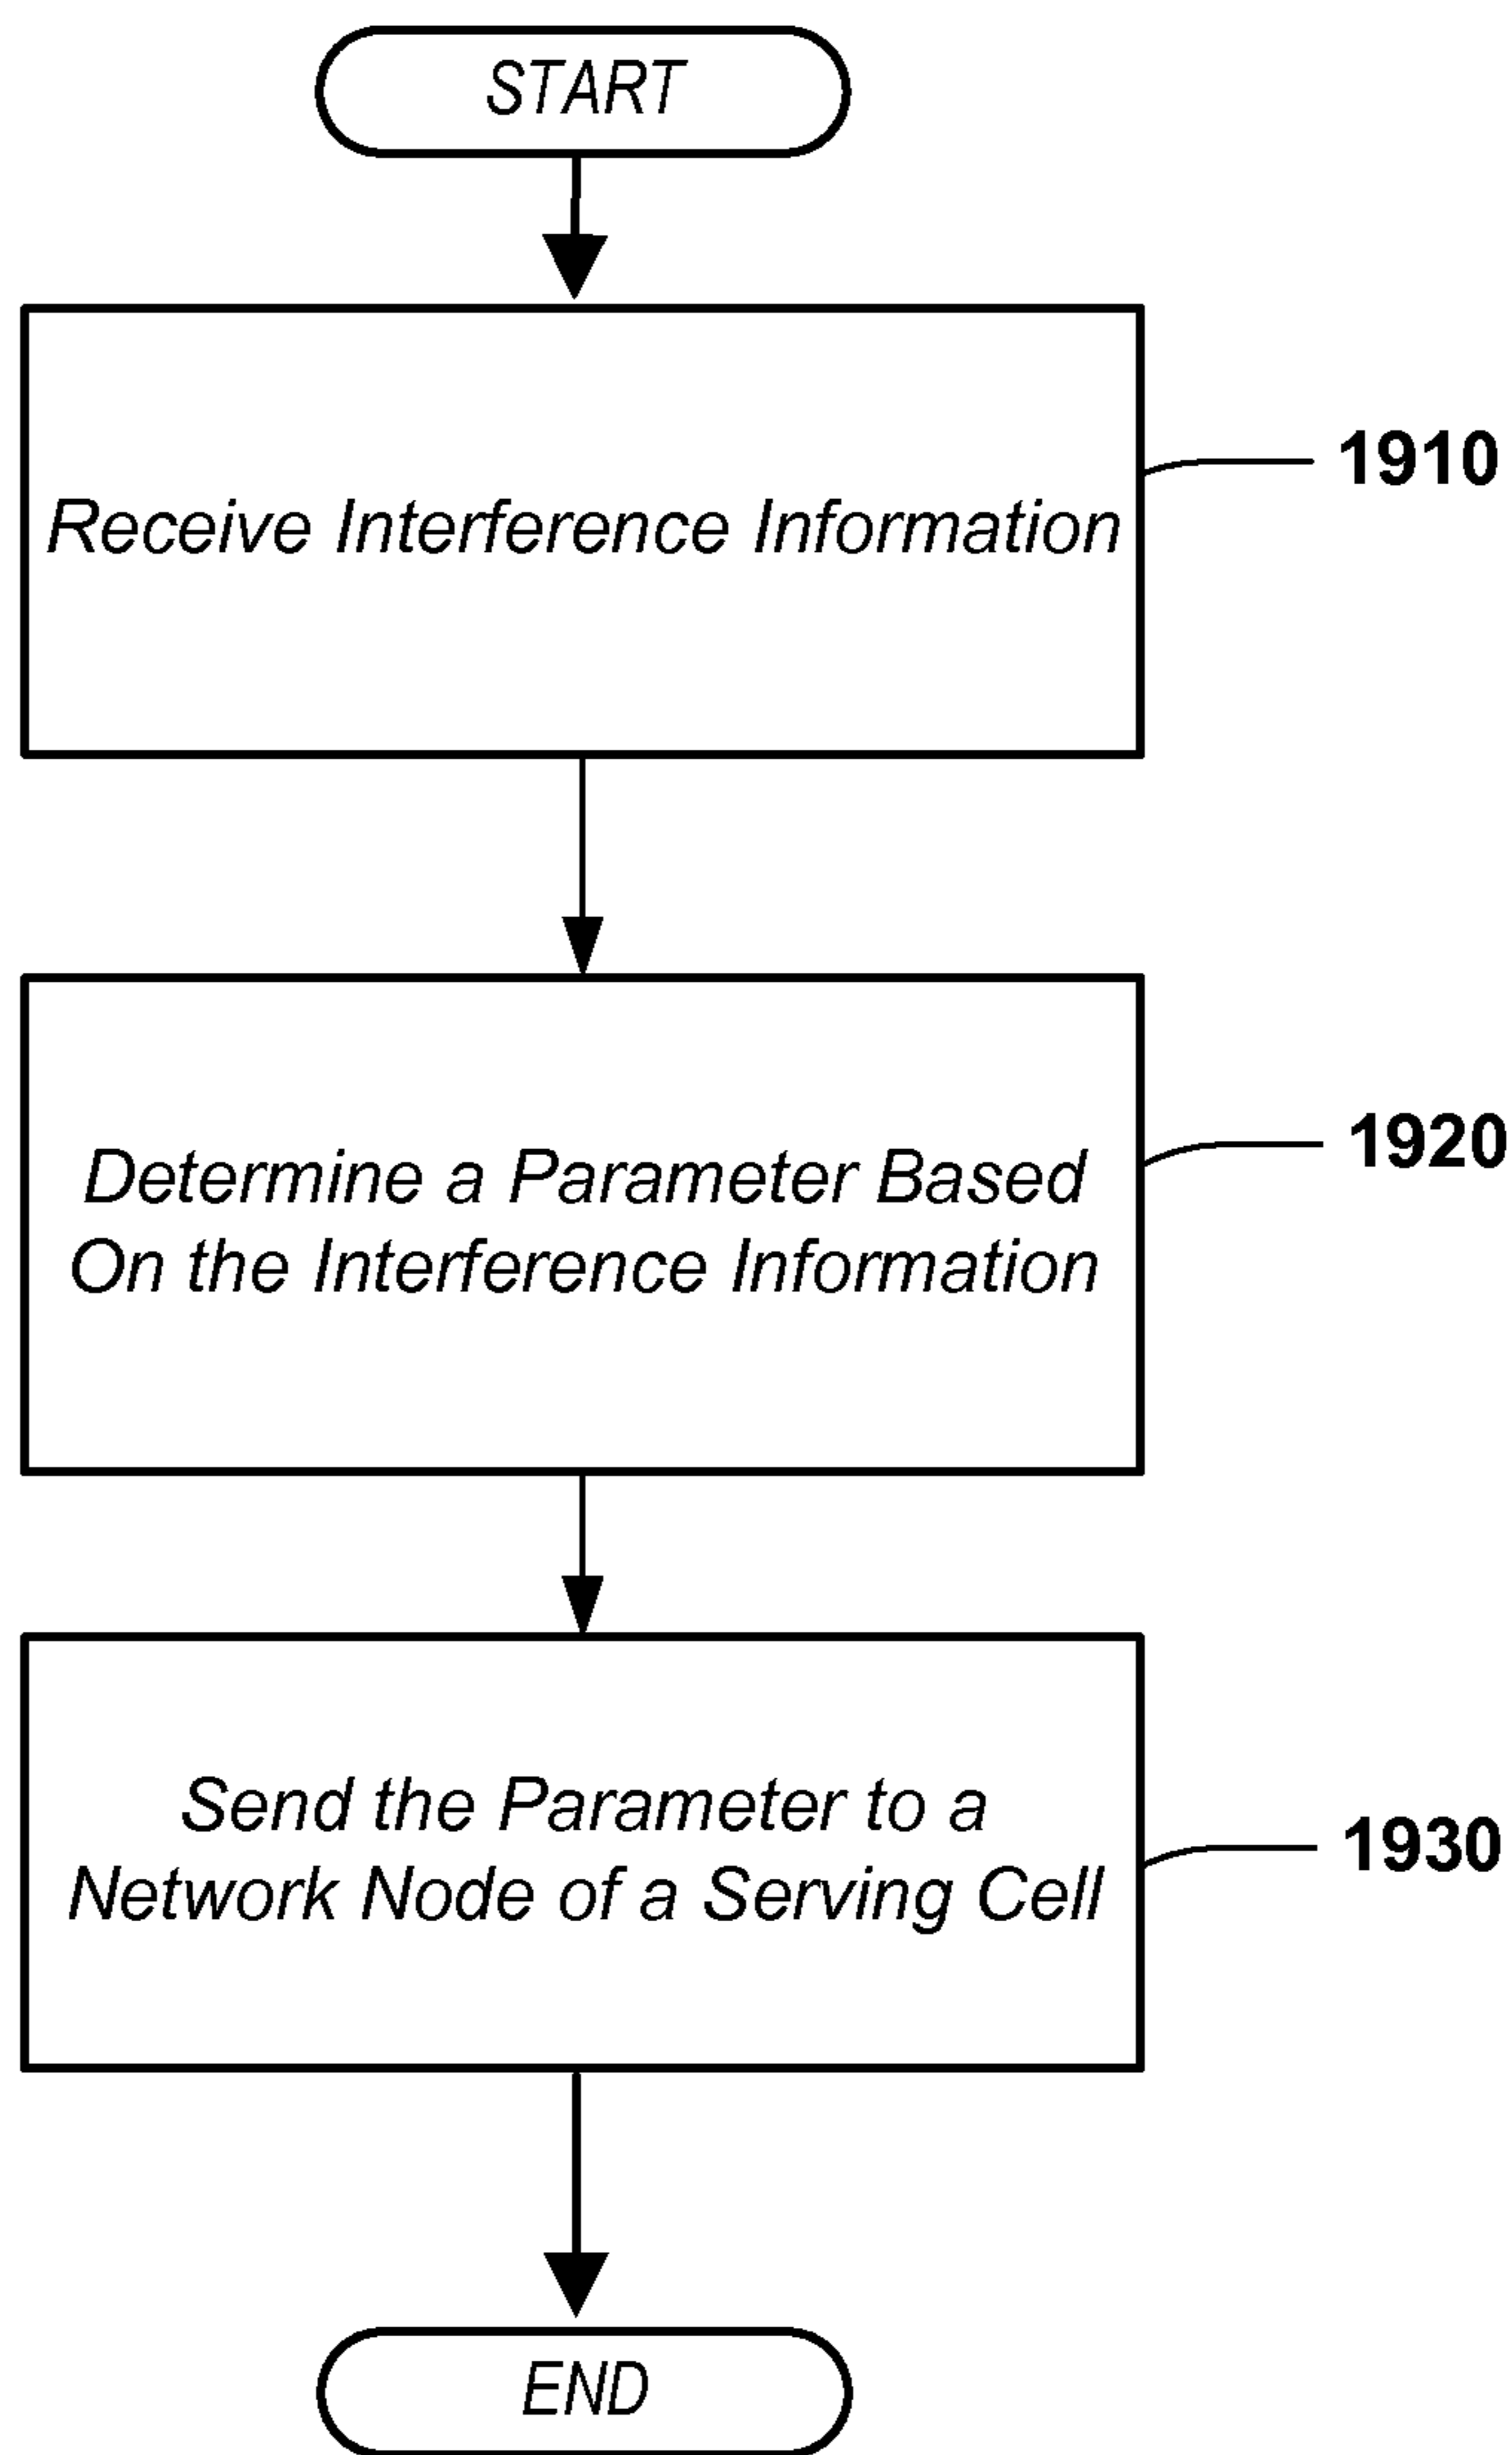 START
Receive Interference Information
1910
Determine a Parameter Based
On the Interference Information
1920
Send the Parameter to a
Network Node of a Serving Cell
1930
END